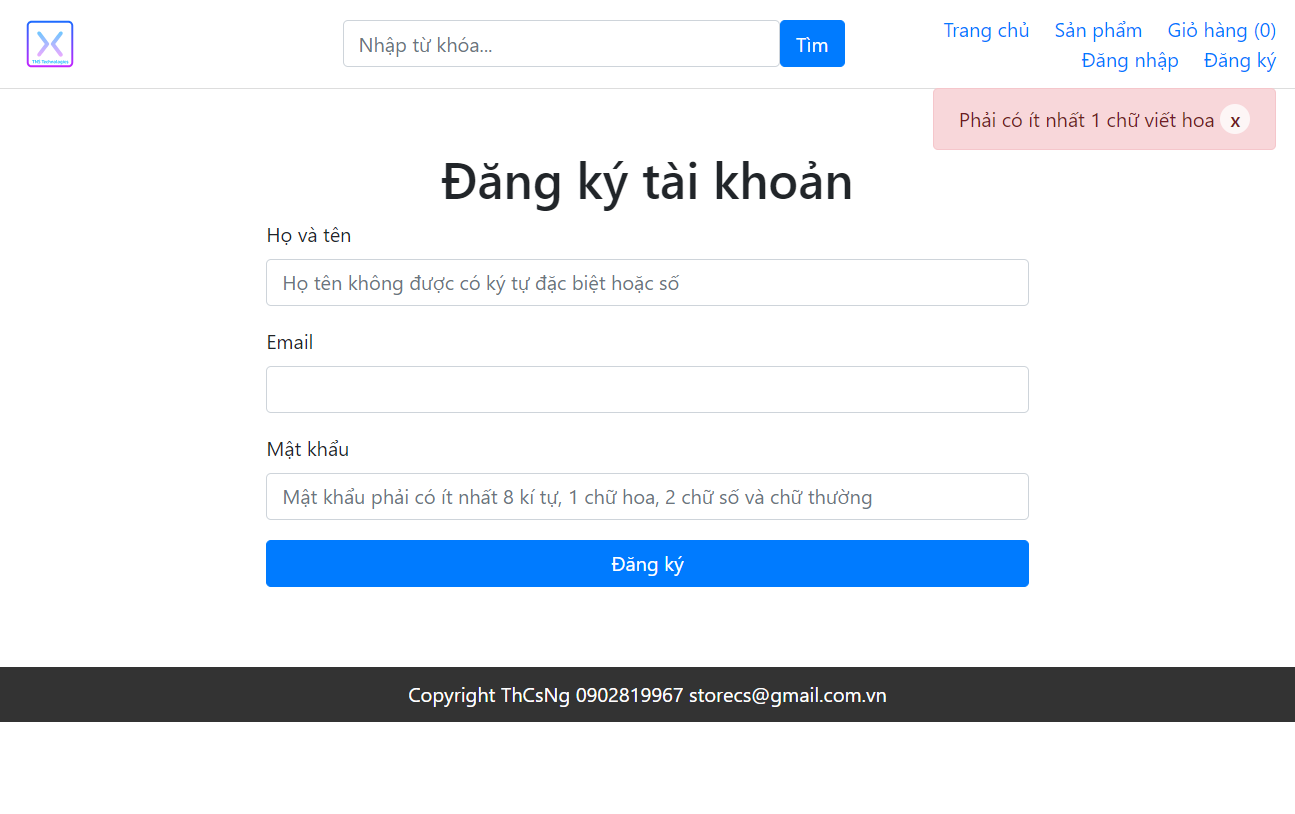 TNS Technologies
Nhập từ khóa...
Tìm
Trang chủ Sản phẩm Giỏ hàng (0)
Đăng nhập Đăng ký
Phải có ít nhất 1 chữ viết hoa x
Đăng ký tài khoản
Họ và tên
Họ tên không được có ký tự đặc biệt hoặc số
Email
Mật khẩu
Mật khẩu phải có ít nhất 8 kí tự, 1 chữ hoa, 2 chữ số và chữ thường
Đăng ký
Copyright ThCsNg 0902819967 storecs@gmail.com.vn